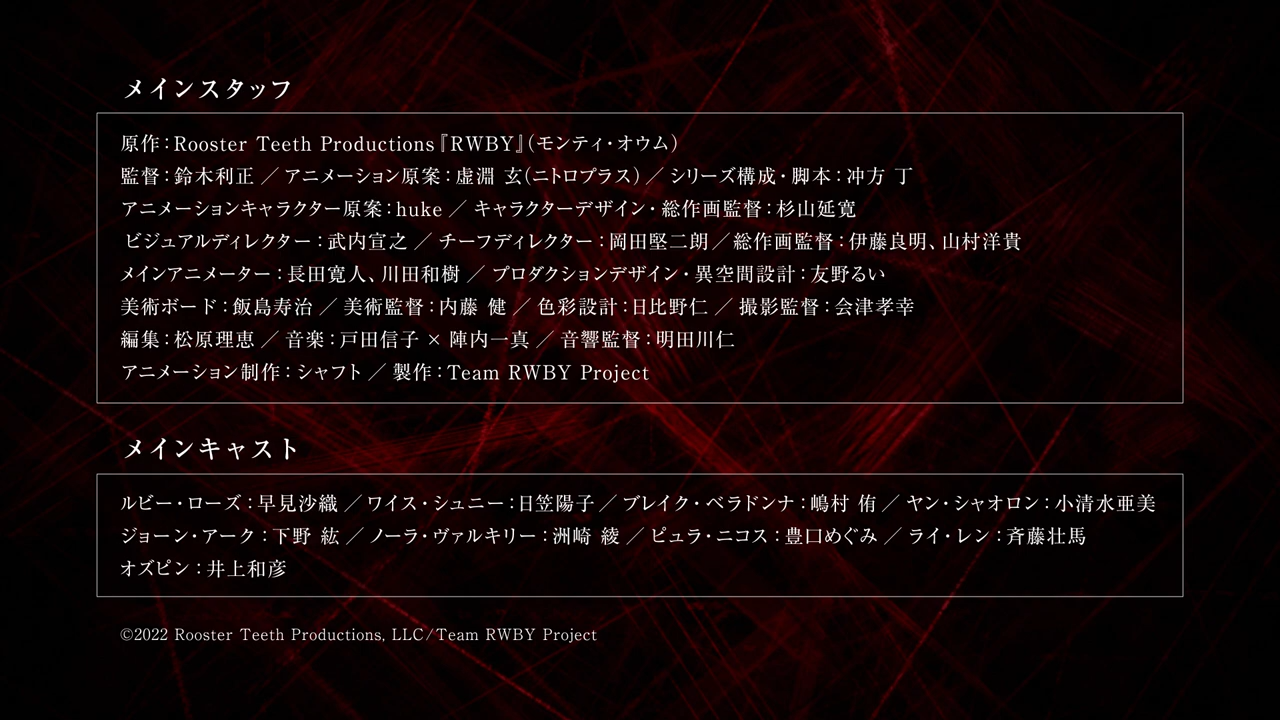 メインスタッフ
原作：Rooster Teeth Productions『RWBY』（モンティ・オウム）
監督：鈴木利正 ／ アニメーション原案：虚淵 玄（ニトロプラス） ／ シリーズ構成・脚本：冲方 丁
アニメーションキャラクター原案：huke ／ キャラクターデザイン・総作画監督：杉山延寛
ビジュアルディレクター：武内宣之 ／ チーフディレクター：岡田堅二朗 ／ 総作画監督：伊藤良明、山村洋貴
メインアニメーター：長田寛人、川田和樹 ／ プロダクションデザイン・異空間設計：友野るい
美術ボード：飯島寿治 ／ 美術監督：内藤 健 ／ 色彩設計：日比野仁 ／ 撮影監督：会津孝幸
編集：松原理恵 ／ 音楽：戸田信子 × 陣内一真 ／ 音響監督：明田川仁
アニメーション制作：シャフト ／ 製作：Team RWBY Project
メインキャスト
ルビー・ローズ：早見沙織 ／ ワイス・シュニー：日笠陽子 ／ ブレイク・ベラドンナ：嶋村 侑 ／ ヤン・シャオロン：小清水亜美
ジョーン・アーク：下野 紘 ／ ノーラ・ヴァルキリー：洲崎 綾 ／ ピュラ・ニコス：豊口めぐみ ／ ライ・レン：斉藤壮馬
オズピン：井上和彦
©2022 Rooster Teeth Productions, LLC/Team RWBY Project